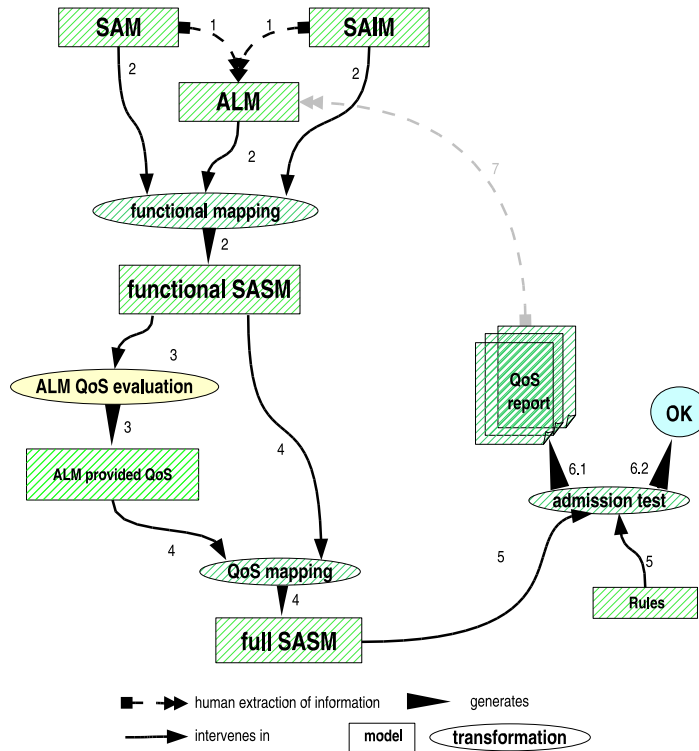 SAM
1
1
SAIM
2
2
ALM
2
7
functional mapping
2
functional SASM
3
QoS
report
ALM QoS evaluation
OK
3
4
6.1
6.2
ALM provided QoS
admission test
4
5
5
QoS mapping
4
Rules
full SASM
human extraction of information
generates
intervenes in
model
transformation